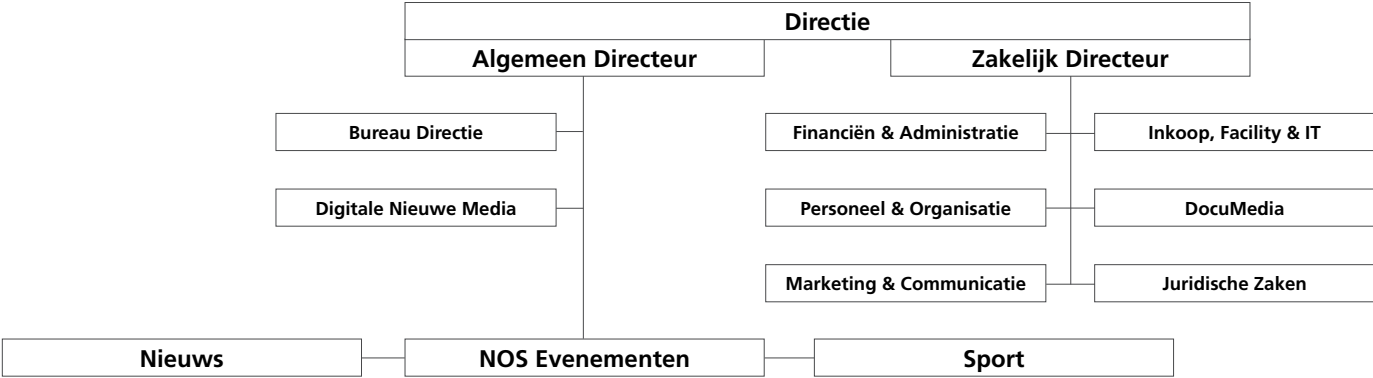 Directie
Algemeen Directeur
Zakelijk Directeur
Bureau Directie
Financiën & Administratie
Inkoop, Facility & IT
Digitale Nieuwe Media
Personeel & Organisatie
DocuMedia
Marketing & Communicatie
Juridische Zaken
Nieuws
NOS Evenementen
Sport